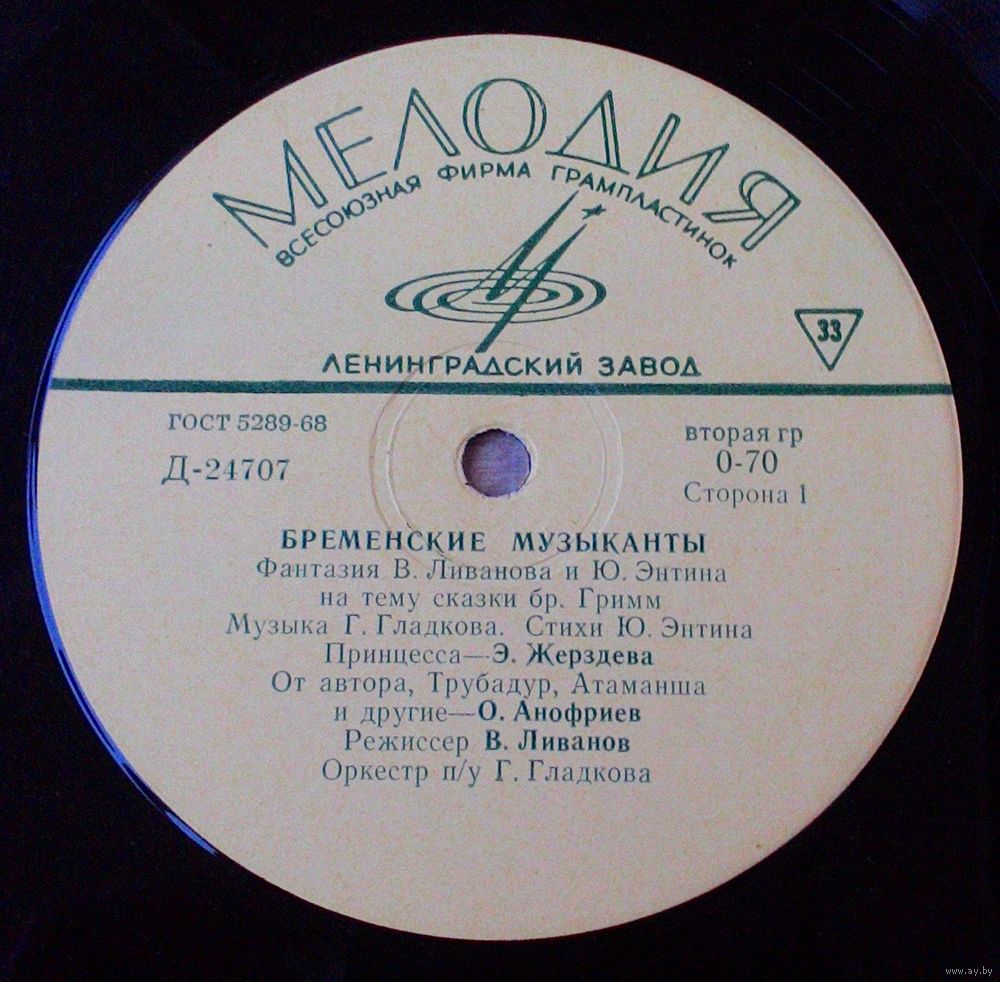 МЕЛОДИЯ
ВСЕСОЮЗНАЯ ФИРМА ГРАМПЛАСТИНОК
33
ЛЕНИНГРАДСКИЙ ЗАВОД
ГОСТ 5289-68
Д-24707
вторая гр
0-70
Сторона 1
БРЕМЕНСКИЕ МУЗЫКАНТЫ
Фантазия В. Ливанова и Ю. Энтина
на тему сказки бр. Гримм
Музыка Г. Гладкова. Стихи Ю. Энтина
Принцесса—Э. Жерздева
От автора, Трубадур, Атаманша
и другие—О. Анофриев
Режиссер В. Ливанов
Оркестр п/у Г. Гладкова
www.ay.by